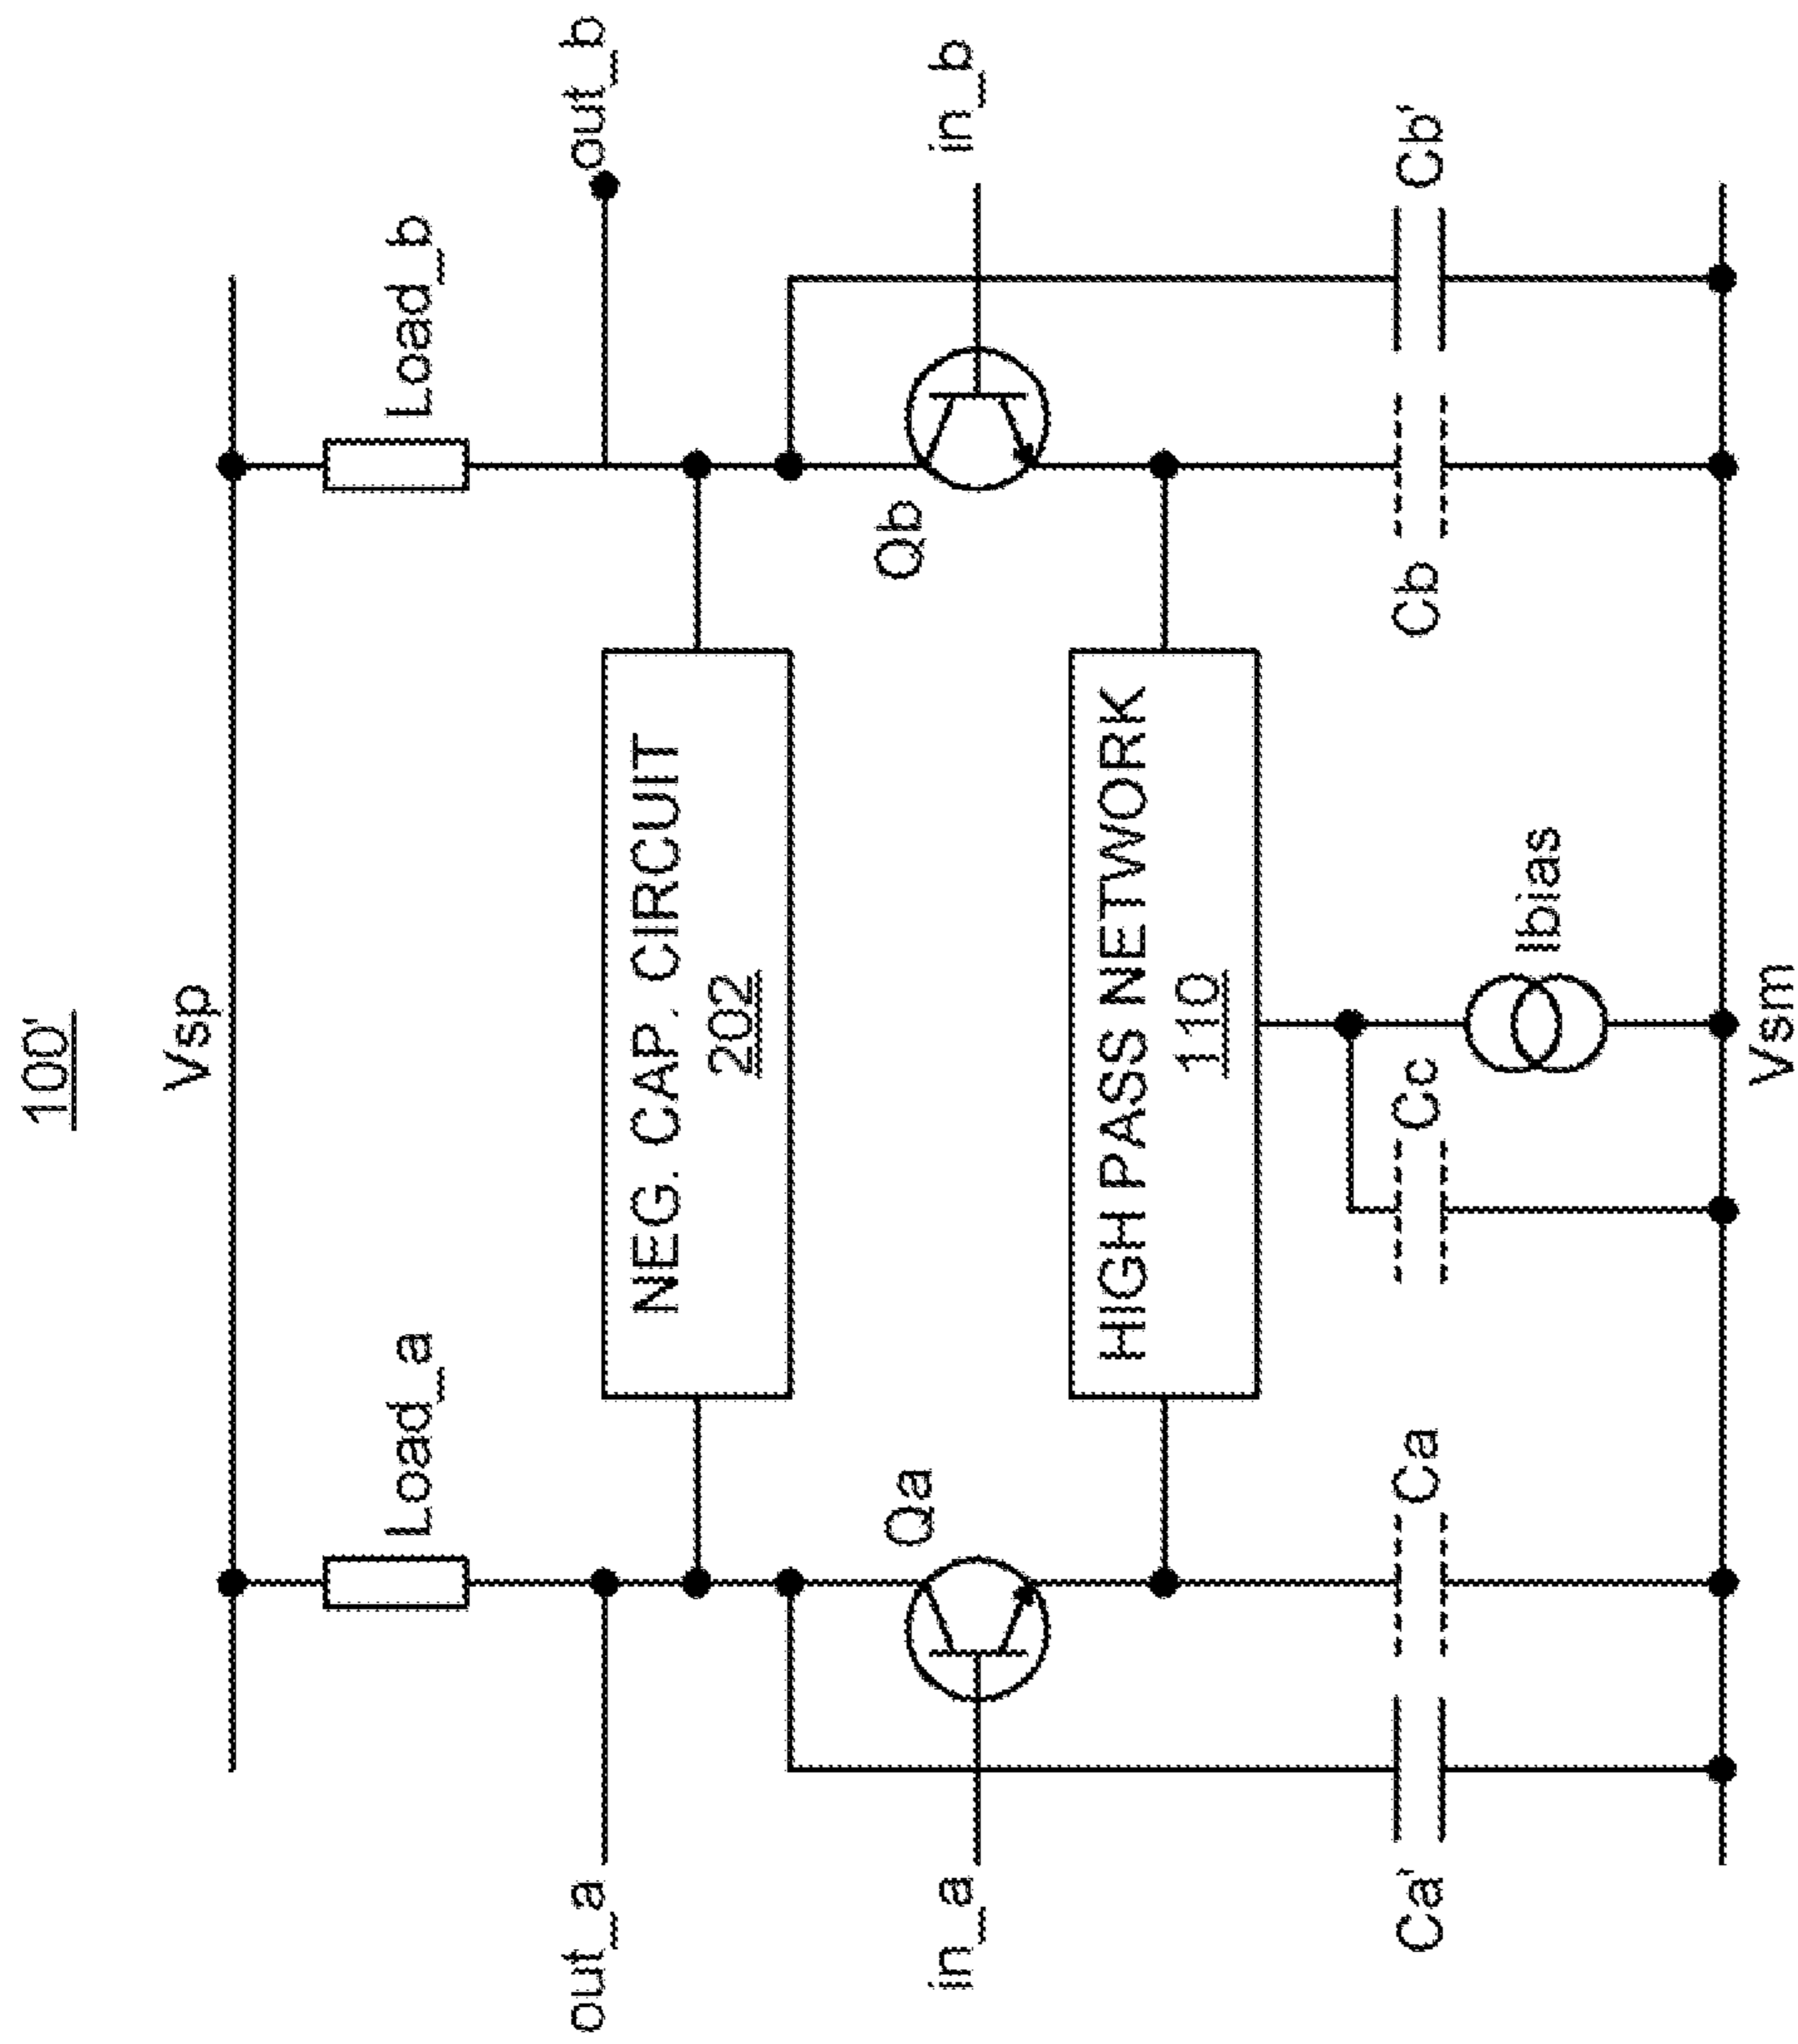 100'
Vsp
Load_a
Load_b
out_a
out_b
NEG. CAP. CIRCUIT
202
Qa
Qb
in_a
in_b
HIGH PASS NETWORK
110
Ca'
Ca
Cc
Ibias
Cb
Cb'
Vsm